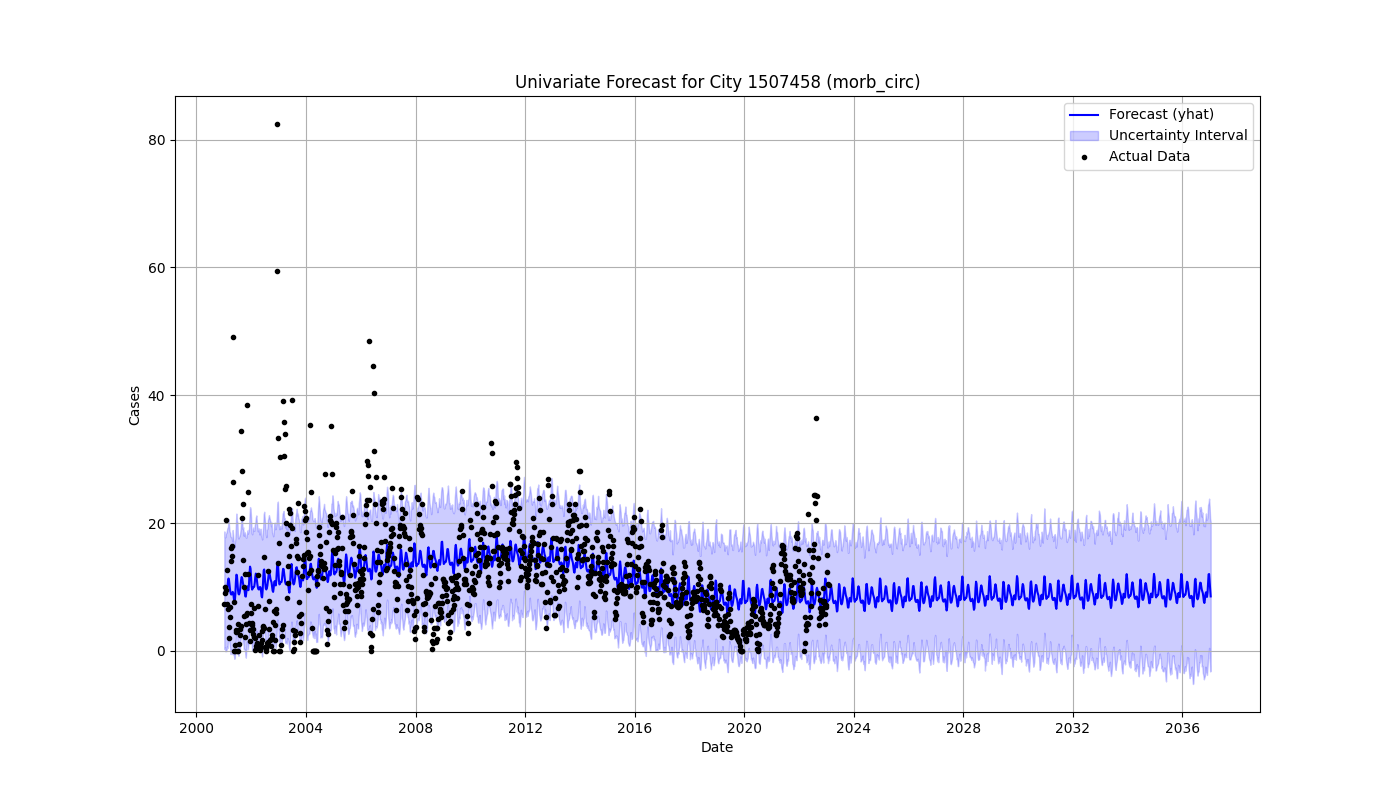 Univariate Forecast for City 1507458 (morb_circ)
Forecast (yhat)
Uncertainty Interval
Actual Data
Cases
80
60
40
20
0
2000 2004 2008 2012 2016 2020 2024 2028 2032 2036
Date